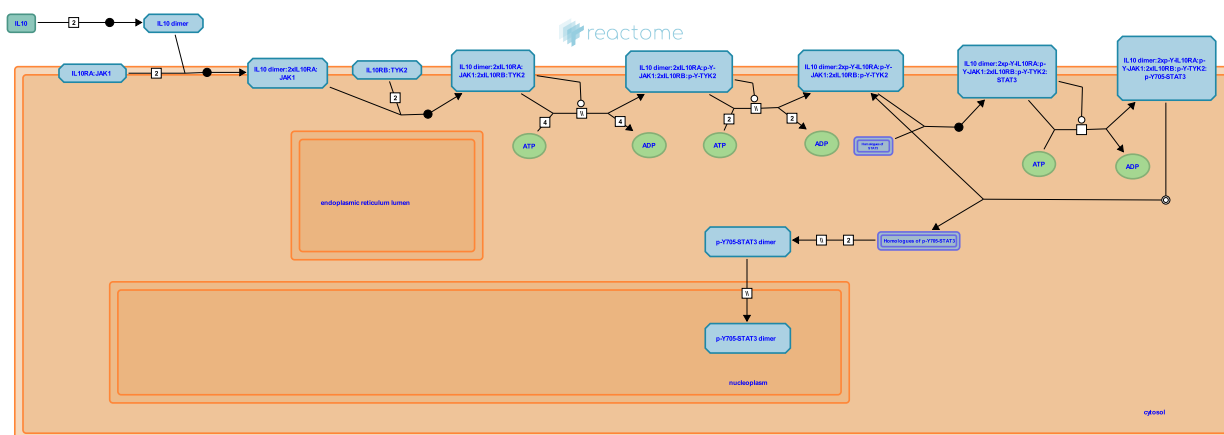 reactome
IL10
2
IL10 dimer
IL10RA:JAK1
2
IL10 dimer:2xIL10RA:
JAK1
IL10RB:TYK2
2
IL10 dimer:2xIL10RA:
JAK1:2xIL10RB:TYK2
4
\\
4
ATP
ADP
IL10 dimer:2xIL10RA:p-Y-
JAK1:2xIL10RB:p-Y-TYK2
2
\\
2
ATP
ADP
IL10 dimer:2xp-Y-IL10RA:p-Y-
JAK1:2xIL10RB:p-Y-TYK2
Homologues of
STAT3
IL10 dimer:2xp-Y-IL10RA:p-
Y-JAK1:2xIL10RB:p-Y-TYK2:
STAT3
ATP
ADP
IL10 dimer:2xp-Y-IL10RA:p-
Y-JAK1:2xIL10RB:p-Y-TYK2:
p-Y705-STAT3
endoplasmic reticulum lumen
p-Y705-STAT3 dimer
\\
2
Homologues of p-Y705-STAT3
\\
p-Y705-STAT3 dimer
nucleoplasm
cytosol